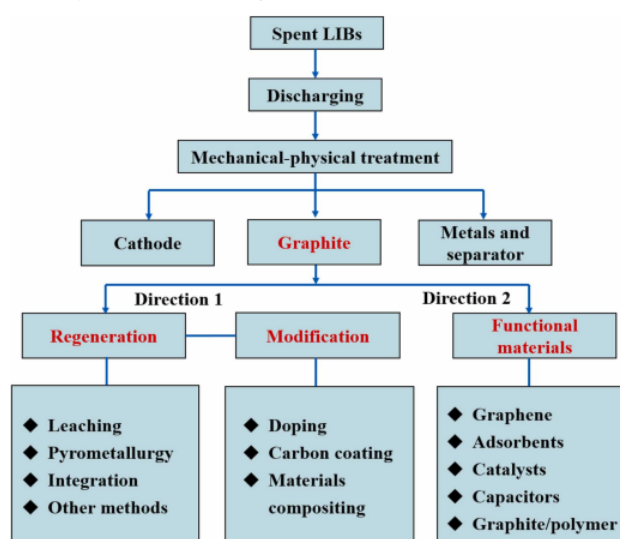 Spent LIBs
Discharging
Mechanical-physical treatment
Cathode
Graphite
Metals and
separator
Direction 1
Direction 2
Regeneration
Modification
Functional
materials
◆ Leaching
◆ Pyrometallurgy
◆ Integration
◆ Other methods
◆ Doping
◆ Carbon coating
◆ Materials
compositing
◆ Graphene
◆ Adsorbents
◆ Catalysts
◆ Capacitors
◆ Graphite/polymer